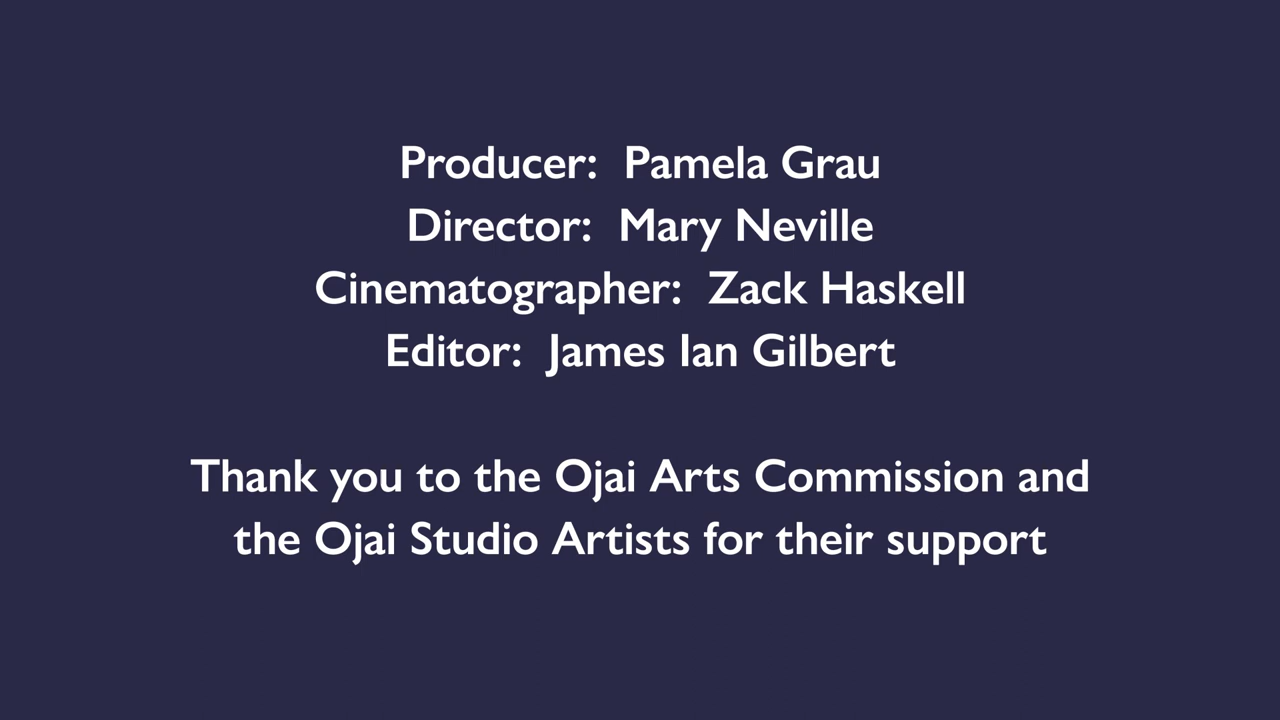 Producer:  Pamela Grau
Director:  Mary Neville
Cinematographer:  Zack Haskell
Editor:  James Ian Gilbert
Thank you to the Ojai Arts Commission and
the Ojai Studio Artists for their support